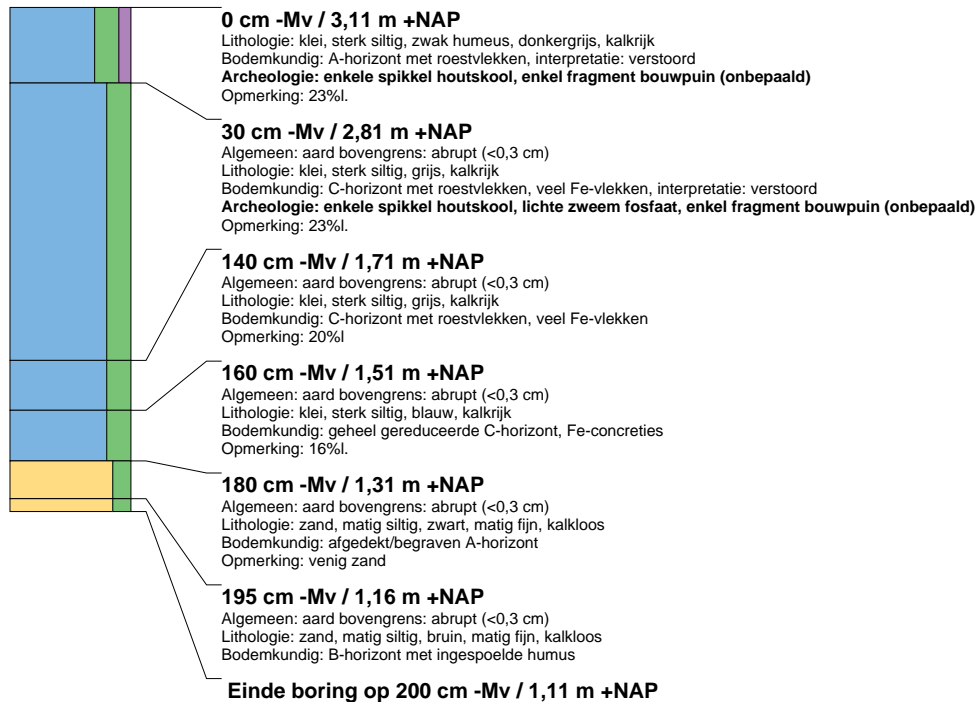 0 cm -Mv / 3,11 m +NAP
Lithologie: klei, sterk siltig, zwak humeus, donkergrijs, kalkrijk
Bodemkundig: A-horizont met roestvlekken, interpretatie: verstoord
Archeologie: enkele spikkel houtskool, enkel fragment bouwpuin (onbepaald)
Opmerking: 23%l.
30 cm -Mv / 2,81 m +NAP
Algemeen: aard bovengrens: abrupt (<0,3 cm)
Lithologie: klei, sterk siltig, grijs, kalkrijk
Bodemkundig: C-horizont met roestvlekken, veel Fe-vlekken, interpretatie: verstoord
Archeologie: enkele spikkel houtskool, lichte zweem fosfaat, enkel fragment bouwpuin (onbepaald)
Opmerking: 23%l.
140 cm -Mv / 1,71 m +NAP
Algemeen: aard bovengrens: abrupt (<0,3 cm)
Lithologie: klei, sterk siltig, grijs, kalkrijk
Bodemkundig: C-horizont met roestvlekken, veel Fe-vlekken
Opmerking: 20%l
160 cm -Mv / 1,51 m +NAP
Algemeen: aard bovengrens: abrupt (<0,3 cm)
Lithologie: klei, sterk siltig, blauw, kalkrijk
Bodemkundig: geheel gereduceerde C-horizont, Fe-concreties
Opmerking: 16%l.
180 cm -Mv / 1,31 m +NAP
Algemeen: aard bovengrens: abrupt (<0,3 cm)
Lithologie: zand, matig siltig, zwart, matig fijn, kalkloos
Bodemkundig: afgedekt/begraven A-horizont
Opmerking: venig zand
195 cm -Mv / 1,16 m +NAP
Algemeen: aard bovengrens: abrupt (<0,3 cm)
Lithologie: zand, matig siltig, bruin, matig fijn, kalkloos
Bodemkundig: B-horizont met ingespoelde humus
Einde boring op 200 cm -Mv / 1,11 m +NAP